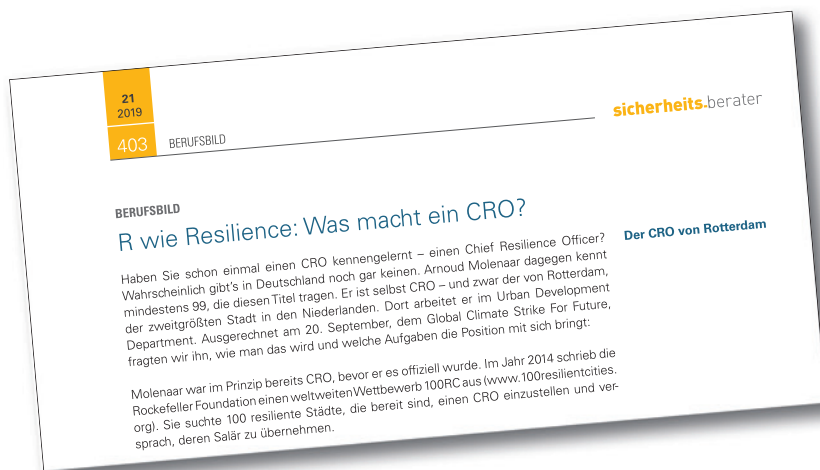 21
2019
403
BERUFSBILD
sicherheits-berater
BERUFSBILD
R wie Resilience: Was macht ein CRO?
Der CRO von Rotterdam
Haben Sie schon einmal einen CRO kennengelernt – einen Chief Resilience Officer?
Wahrscheinlich gibt's in Deutschland noch gar keinen. Arnoud Molenaar dagegen kennt
mindestens 99, die diesen Titel tragen. Er ist selbst CRO – und zwar der von Rotterdam,
der zweitgrößten Stadt in den Niederlanden. Dort arbeitet er im Urban Development
Department. Ausgerechnet am 20. September, dem Global Climate Strike For Future,
fragten wir ihn, wie man das wird und welche Aufgaben die Position mit sich bringt:
Molenaar war im Prinzip bereits CRO, bevor er es offiziell wurde. Im Jahr 2014 schrieb die
Rockefeller Foundation einen weltweiten Wettbewerb 100RC aus (www.100resilientcities.
org). Sie suchte 100 resiliente Städte, die bereit sind, einen CRO einzustellen und ver-
sprach, deren Salär zu übernehmen.